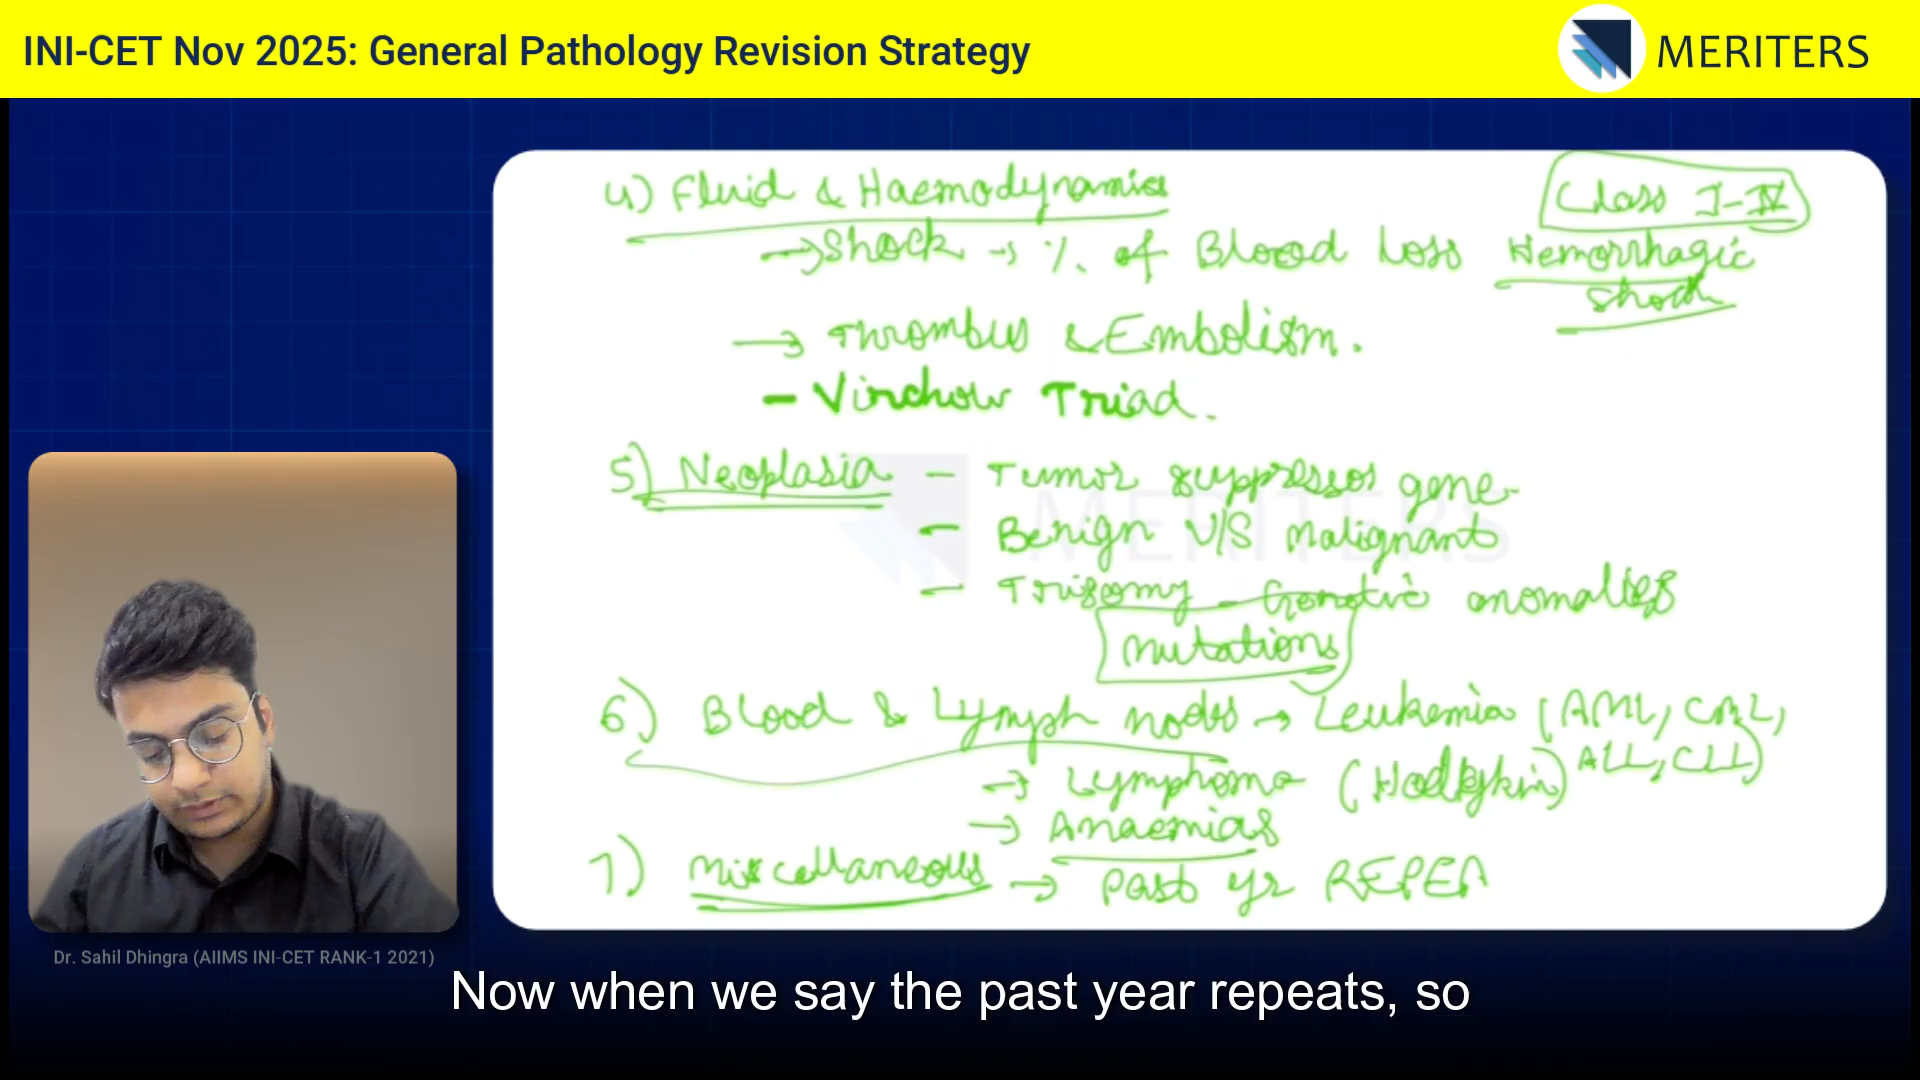 INI-CET Nov 2025: General Pathology Revision Strategy
MERITERS
4) Fluid & Haemodynamics
Class I-IV
→ Shock → % of Blood Loss Hemorrhagic
Shock
→ Thrombus & Embolism.
- Virchow Triad.
5) Neoplasia - Tumor suppressor gene
- Benign V/S Malignant
- Trisomy - Genetic anomalies
Mutations
6) Blood & Lymph nodes → Leukemia (AML, CML,
ALL, CLL)
→ Lymphoma (Hodgkin)
→ Anaemias
7) Miscellaneous → Past yr REPEA
MERITERS
Dr. Sahil Dhingra (AIIMS INI-CET RANK-1 2021)
Now when we say the past year repeats, so